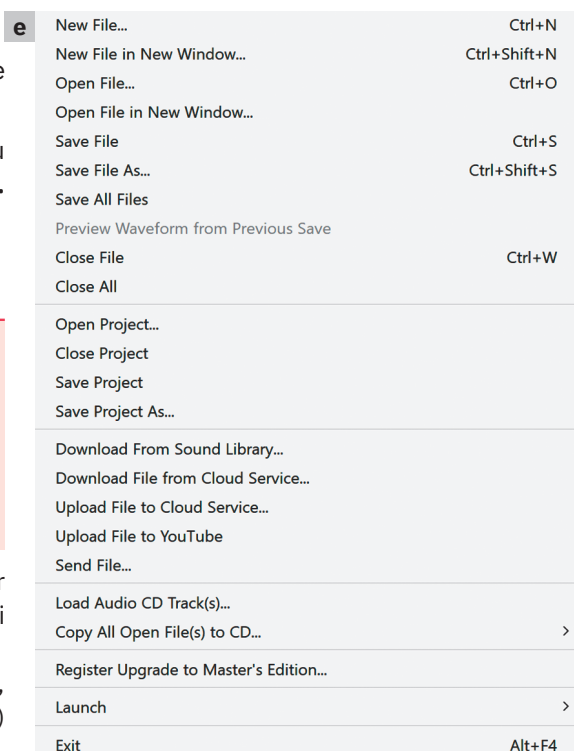 e
New File... Ctrl+N
New File in New Window... Ctrl+Shift+N
Open File... Ctrl+O
Open File in New Window...
Save File Ctrl+S
Save File As... Ctrl+Shift+S
Save All Files
Preview Waveform from Previous Save
Close File Ctrl+W
Close All
Open Project...
Close Project
Save Project
Save Project As...
Download From Sound Library...
Download File from Cloud Service...
Upload File to Cloud Service...
Upload File to YouTube
Send File...
Load Audio CD Track(s)...
Copy All Open File(s) to CD...
Register Upgrade to Master's Edition...
Launch
Exit Alt+F4